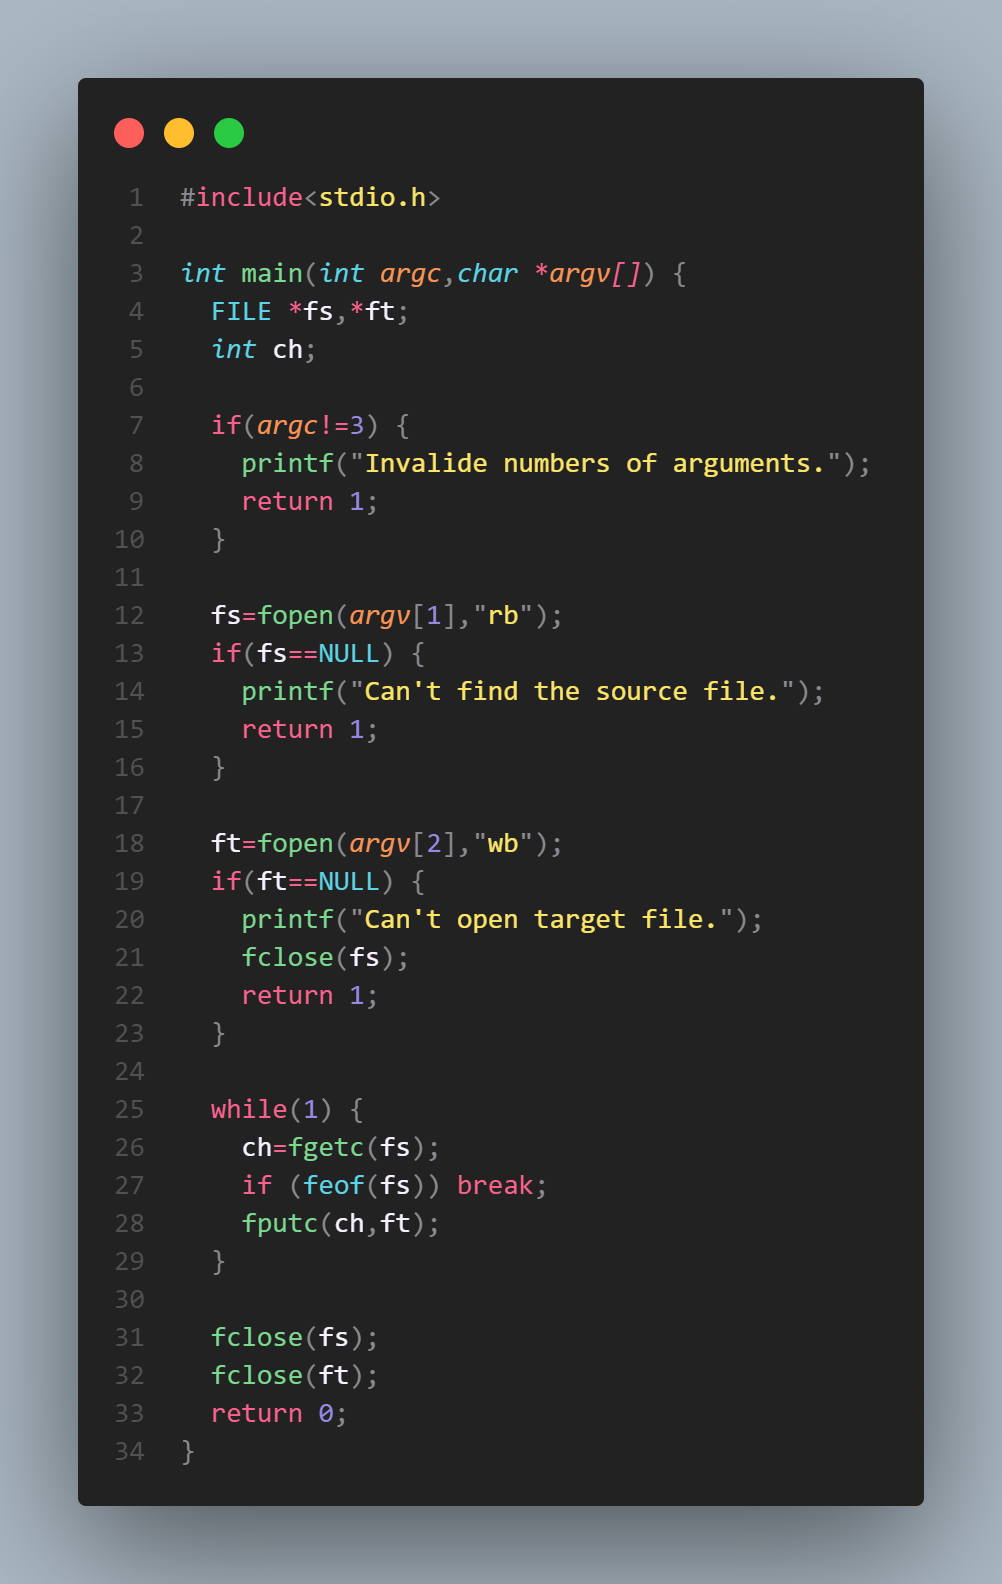 1 #include<stdio.h>
2
3 int main(int argc,char *argv[]) {
4   FILE *fs,*ft;
5   int ch;
6
7   if(argc!=3) {
8     printf("Invalide numbers of arguments.");
9     return 1;
10   }
11
12   fs=fopen(argv[1],"rb");
13   if(fs==NULL) {
14     printf("Can't find the source file.");
15     return 1;
16   }
17
18   ft=fopen(argv[2],"wb");
19   if(ft==NULL) {
20     printf("Can't open target file.");
21     fclose(fs);
22     return 1;
23   }
24
25   while(1) {
26     ch=fgetc(fs);
27     if (feof(fs)) break;
28     fputc(ch,ft);
29   }
30
31   fclose(fs);
32   fclose(ft);
33   return 0;
34 }